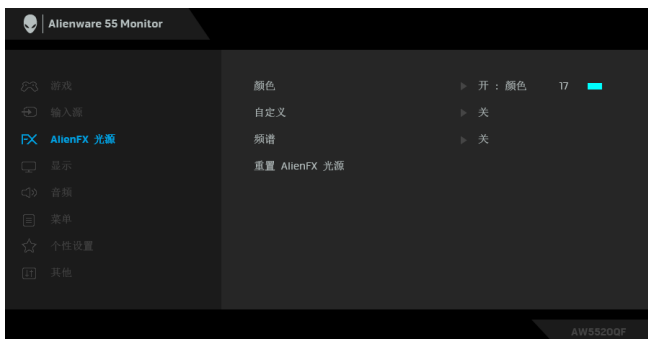 Alienware 55 Monitor
游戏
输入源
FX AlienFX 光源
显示
音频
菜单
个性设置
其他
颜色 开 : 颜色 17
自定义 关
频谱 关
重置 AlienFX 光源
AW5520QF